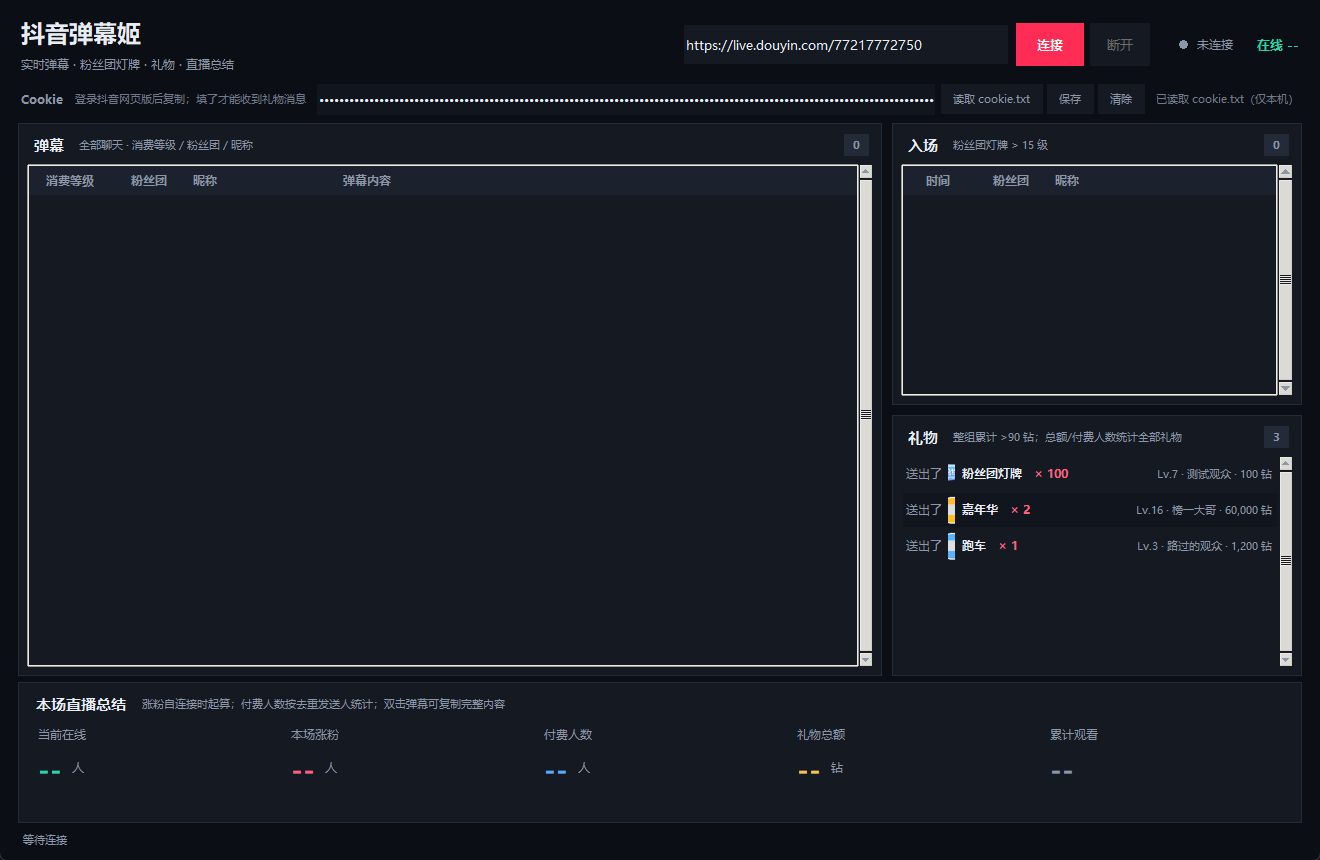 抖音弹幕姬
实时弹幕 · 粉丝团灯牌 · 礼物 · 直播总结
https://live.douyin.com/77217772750 连接 断开 未连接 在线 --
Cookie 登录抖音网页版后复制；填了才能收到礼物消息 读取 cookie.txt 保存 清除 已读取 cookie.txt（仅本机）
弹幕 全部聊天 · 消费等级 / 粉丝团 / 昵称 0
消费等级 粉丝团 昵称 弹幕内容
入场 粉丝团灯牌 > 15 级 0
时间 粉丝团 昵称
礼物 整组累计 >90 钻；总额/付费人数统计全部礼物 3
送出了 粉丝团灯牌 × 100 Lv.7 · 测试观众 · 100 钻
送出了 嘉年华 × 2 Lv.16 · 榜一大哥 · 60,000 钻
送出了 跑车 × 1 Lv.3 · 路过的观众 · 1,200 钻
本场直播总结 涨粉自连接时起算；付费人数按去重发送人统计；双击弹幕可复制完整内容
当前在线 本场涨粉 付费人数 礼物总额 累计观看
-- 人 -- 人 -- 人 -- 钻 --
等待连接